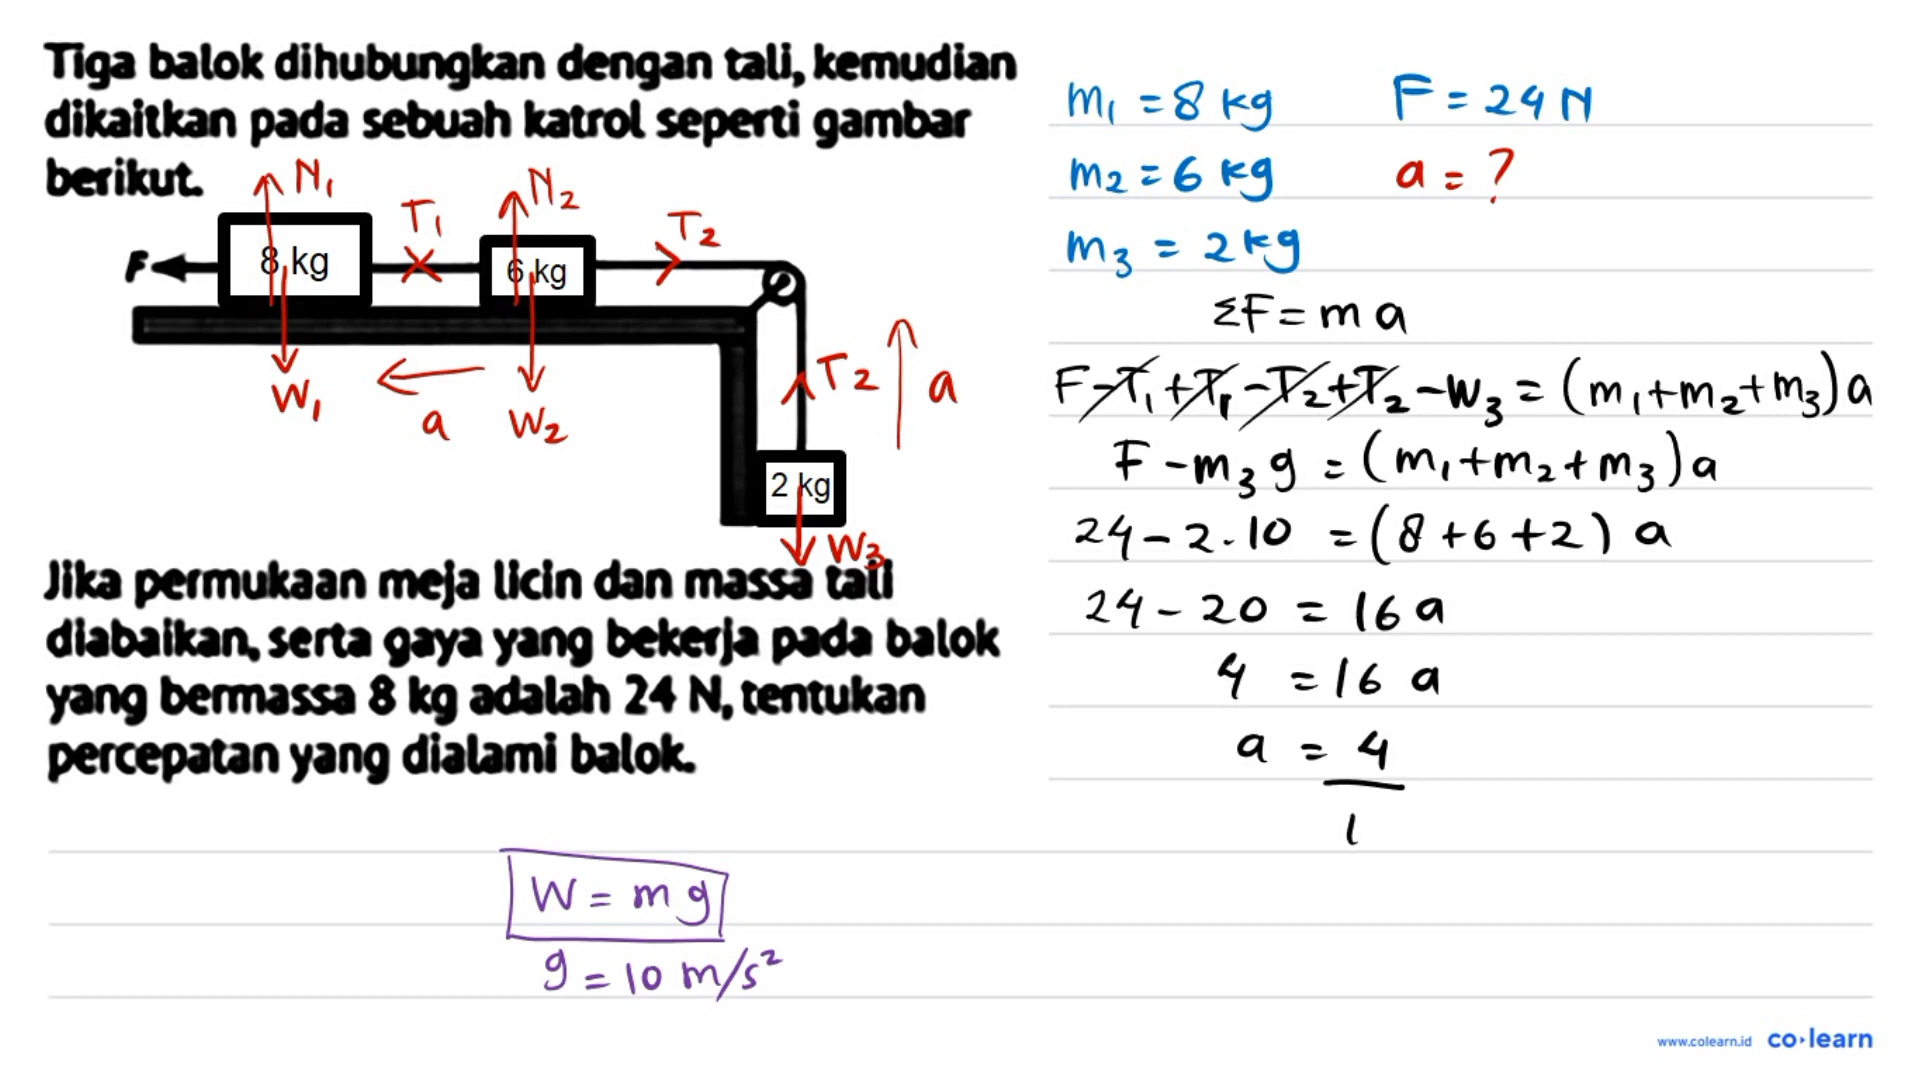 Tiga balok dihubungkan dengan tali, kemudian
dikaitkan pada sebuah katrol seperti gambar
berikut.
N₁
T₁
N₂
T₂
F
8 kg
6 kg
W₁
a
W₂
T₂
a
2 kg
W₃
Jika permukaan meja licin dan massa tali
diabaikan, serta gaya yang bekerja pada balok
yang bermassa 8 kg adalah 24 N, tentukan
percepatan yang dialami balok.
W = m g
g = 10 m/s²
m₁ = 8 kg F = 24 N
m₂ = 6 kg a = ?
m₃ = 2 kg
ΣF = m a
F - T₁ + T₁ - T₂ + T₂ - W₃ = (m₁ + m₂ + m₃) a
F - m₃ g = (m₁ + m₂ + m₃) a
24 - 2 . 10 = (8 + 6 + 2) a
24 - 20 = 16 a
4 = 16 a
a = 4
1
www.colearn.id co·learn